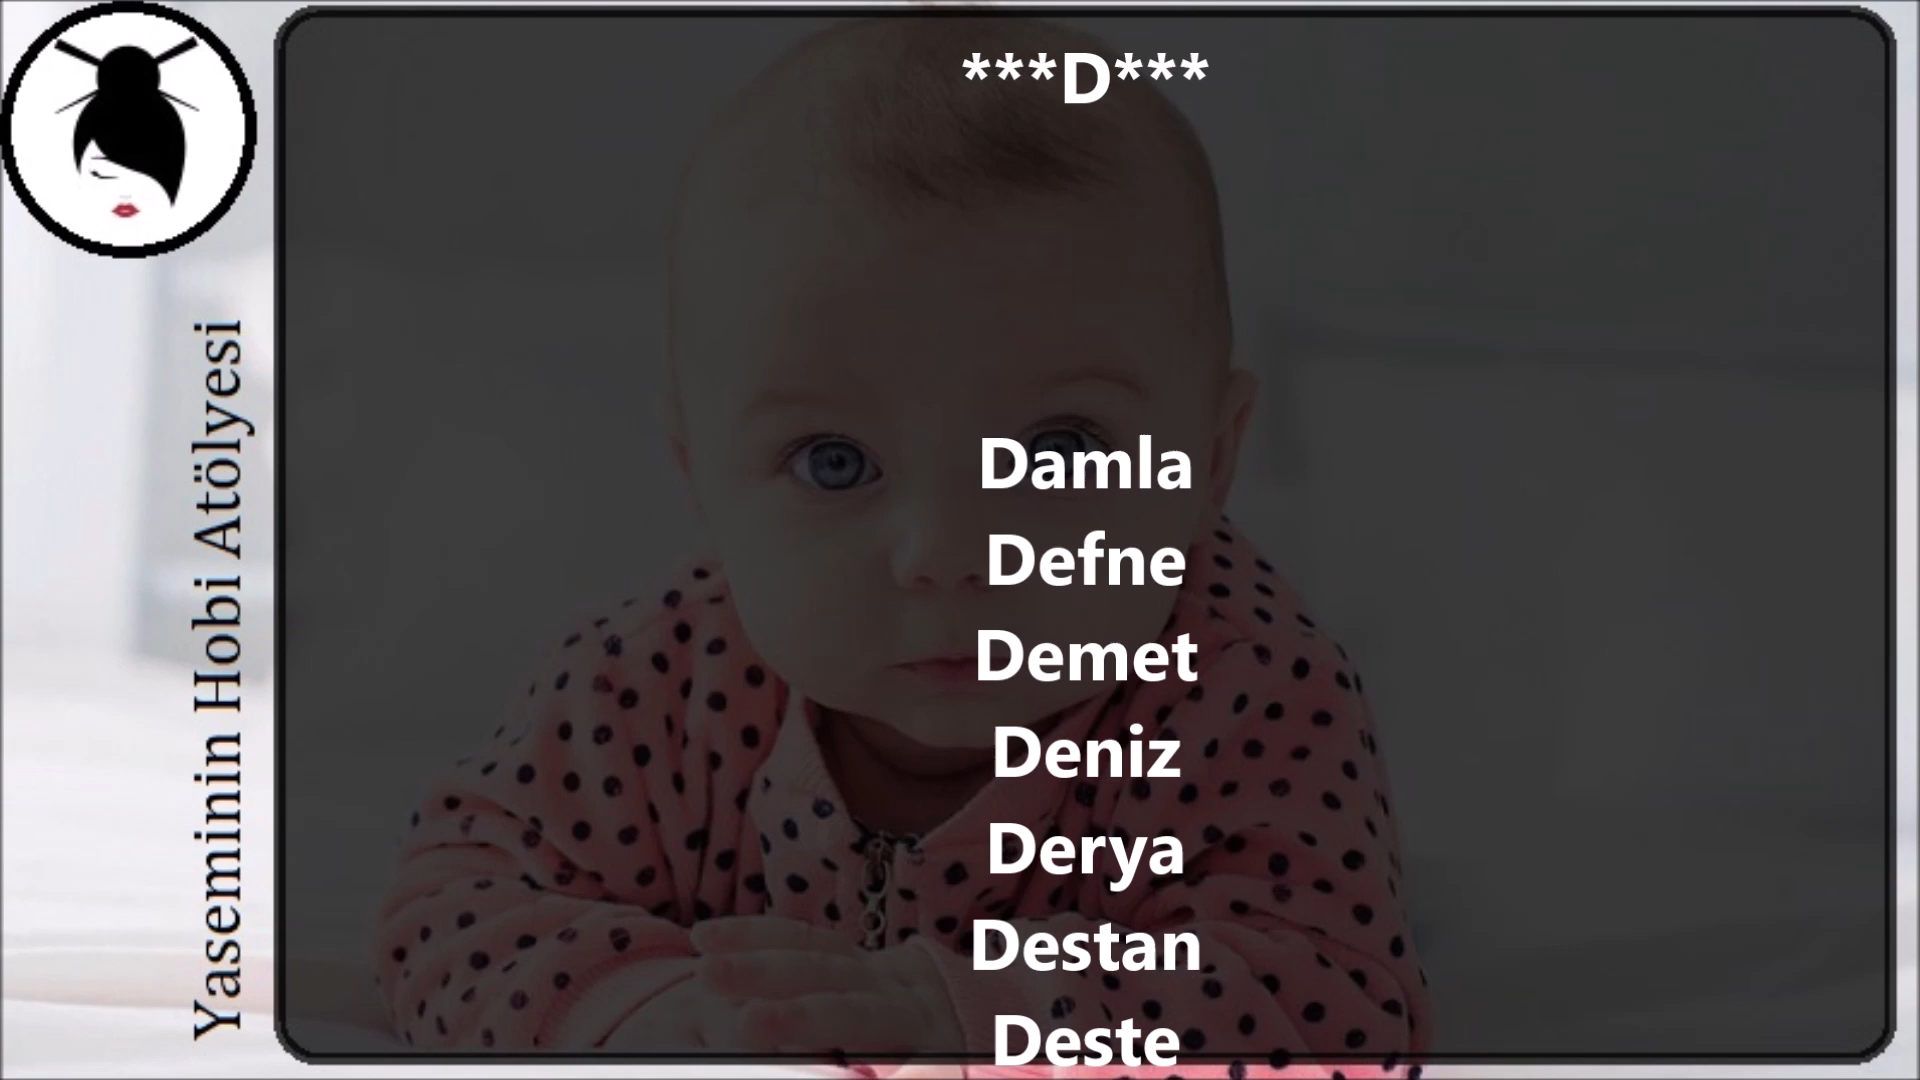 ***D***
Damla
Defne
Demet
Deniz
Derya
Destan
Deste
Yaseminin Hobi Atölyesi